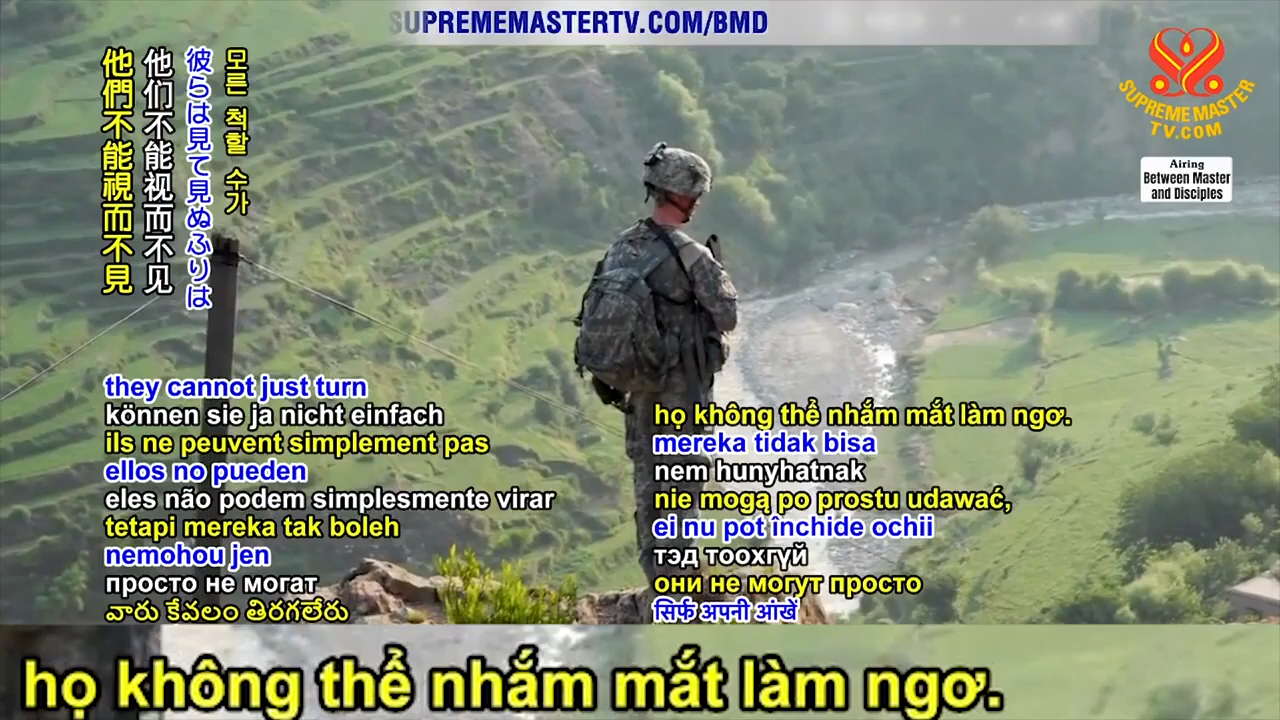 SUPREMEMASTERTV.COM/BMD
SUPREME MASTER
TV.COM
Airing
Between Master
and Disciples
모른 척할 수가
彼らは見て見ぬふりは
他们不能视而不见
他們不能視而不見
they cannot just turn
können sie ja nicht einfach
ils ne peuvent simplement pas
ellos no pueden
eles não podem simplesmente virar
tetapi mereka tak boleh
nemohou jen
просто не могат
వారు కేవలం తిరగలేరు
họ không thể nhắm mắt làm ngơ.
mereka tidak bisa
nem hunyhatnak
nie mogą po prostu udawać,
ei nu pot închide ochii
тэд тоохгүй
они не могут просто
सिर्फ अपनी आंखें
họ không thể nhắm mắt làm ngơ.